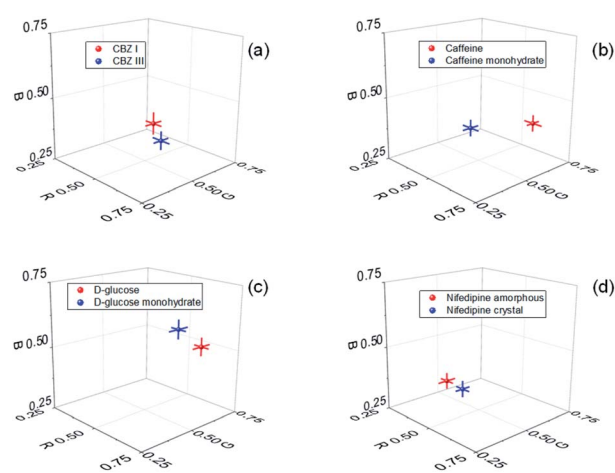 0.75
(a)
CBZ I
CBZ III
B
0.50
0.25
0.25
R
0.50
0.75
0.25
0.50
G
0.75
0.75
(b)
Caffeine
Caffeine monohydrate
B
0.50
0.25
0.25
R
0.50
0.75
0.25
0.50
G
0.75
0.75
(c)
D-glucose
D-glucose monohydrate
B
0.50
0.25
0.25
R
0.50
0.75
0.25
0.50
G
0.75
0.75
(d)
Nifedipine amorphous
Nifedipine crystal
B
0.50
0.25
0.25
R
0.50
0.75
0.25
0.50
G
0.75